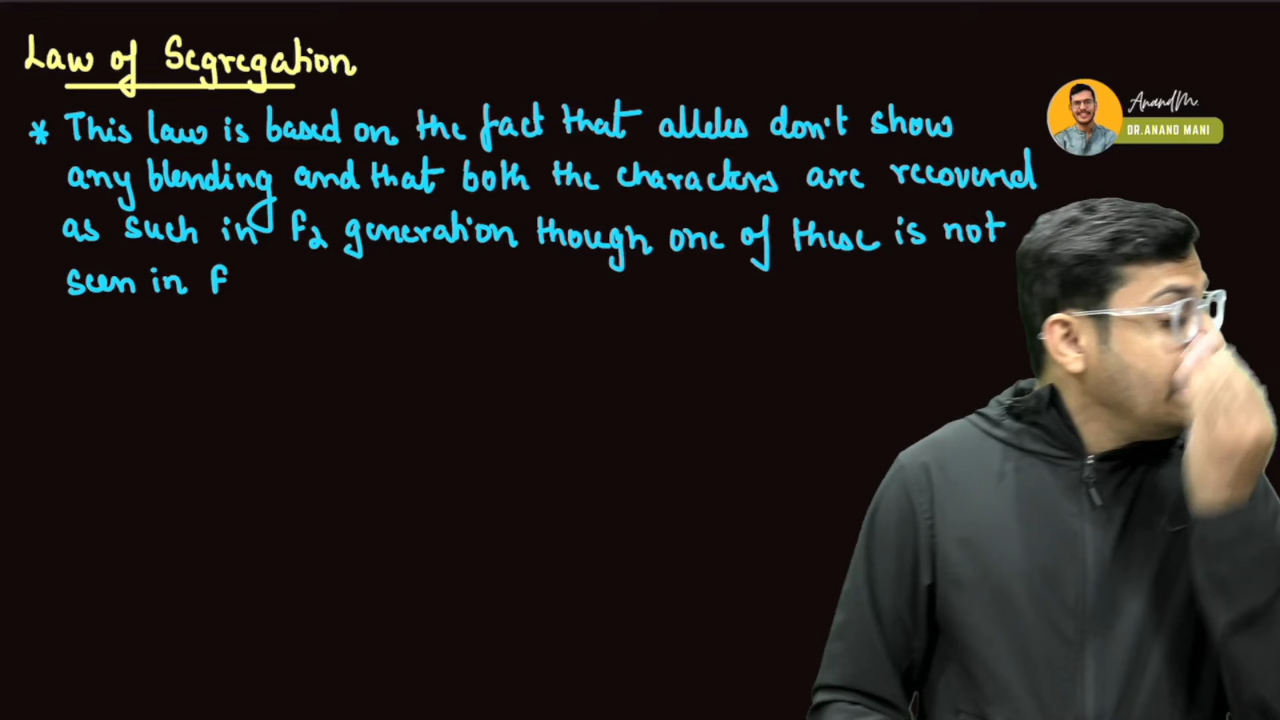 Law of Segregation
* This law is based on the fact that alleles don't show
any blending and that both the characters are recovered
as such in F2 generation though one of these is not
seen in F
AnandM.
DR.ANAND MANI